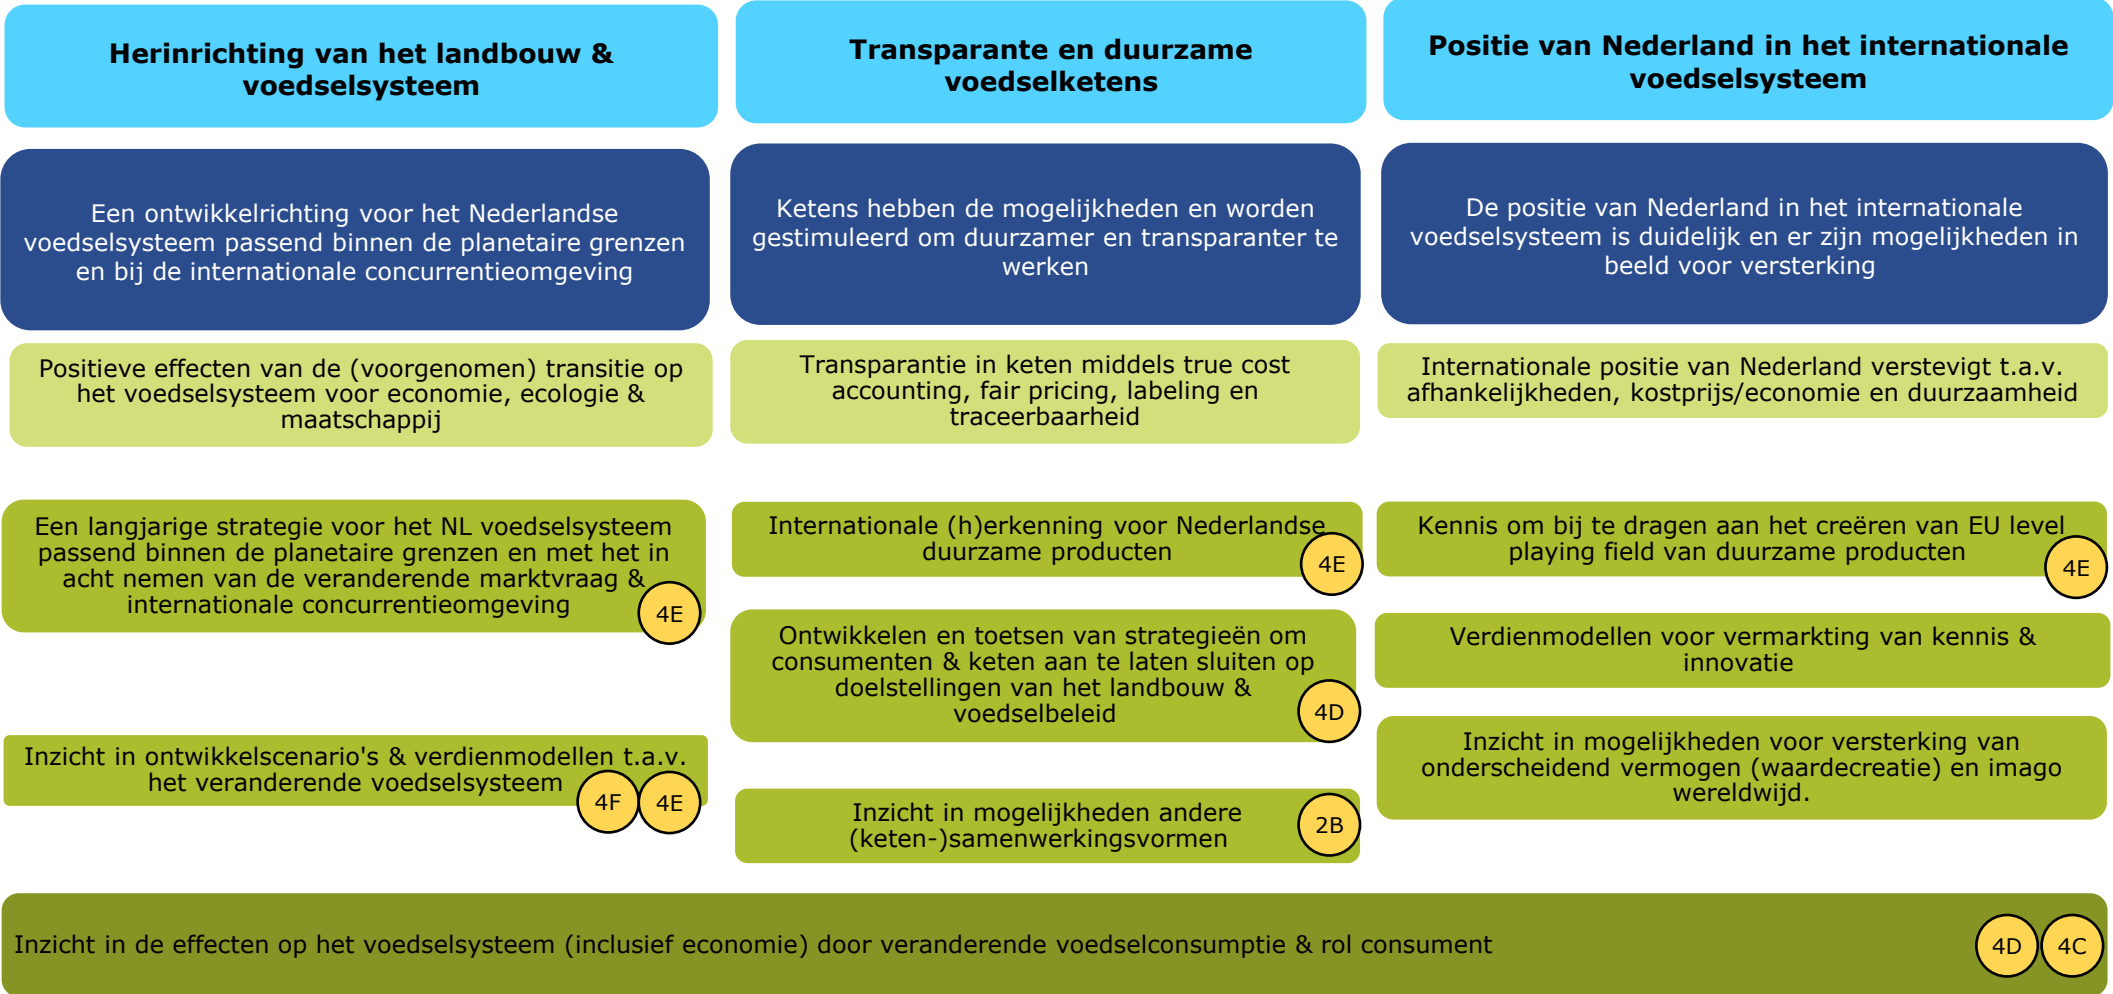 Herinrichting van het landbouw &
voedselsysteem
Transparante en duurzame
voedselketens
Positie van Nederland in het internationale
voedselsysteem
Een ontwikkelrichting voor het Nederlandse
voedselsysteem passend binnen de planetaire grenzen
en bij de internationale concurrentieomgeving
Ketens hebben de mogelijkheden en worden
gestimuleerd om duurzamer en transparanter te
werken
De positie van Nederland in het internationale
voedselsysteem is duidelijk en er zijn mogelijkheden in
beeld voor versterking
Positieve effecten van de (voorgenomen) transitie op
het voedselsysteem voor economie, ecologie &
maatschappij
Transparantie in keten middels true cost
accounting, fair pricing, labeling en
traceerbaarheid
Internationale positie van Nederland verstevigt t.a.v.
afhankelijkheden, kostprijs/economie en duurzaamheid
Een langjarige strategie voor het NL voedselsysteem
passend binnen de planetaire grenzen en met het in
acht nemen van de veranderende marktvraag &
internationale concurrentieomgeving
4E
Internationale (h)erkenning voor Nederlandse
duurzame producten
4E
Kennis om bij te dragen aan het creëren van EU level
playing field van duurzame producten
4E
Ontwikkelen en toetsen van strategieën om
consumenten & keten aan te laten sluiten op
doelstellingen van het landbouw &
voedselbeleid
4D
Verdienmodellen voor vermarkting van kennis &
innovatie
Inzicht in ontwikkelscenario's & verdienmodellen t.a.v.
het veranderende voedselsysteem
4F
4E
Inzicht in mogelijkheden andere
(keten-)samenwerkingsvormen
2B
Inzicht in mogelijkheden voor versterking van
onderscheidend vermogen (waardecreatie) en imago
wereldwijd.
Inzicht in de effecten op het voedselsysteem (inclusief economie) door veranderende voedselconsumptie & rol consument
4D
4C